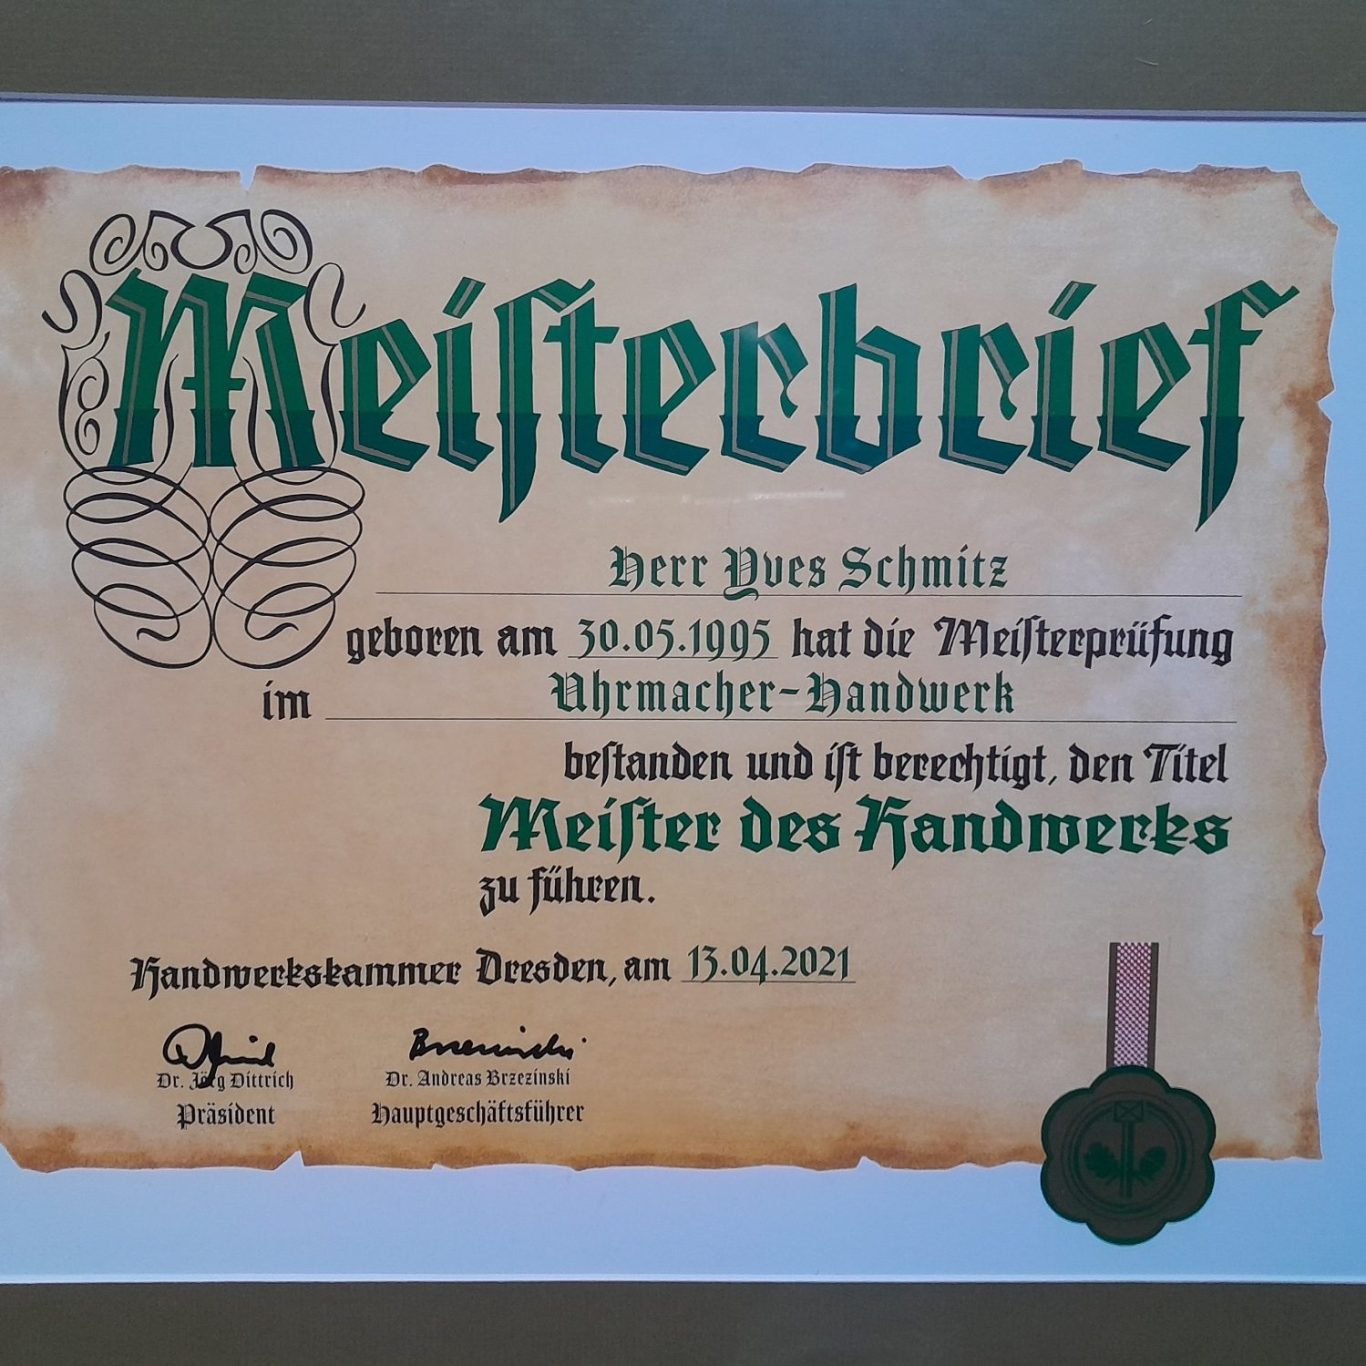 Meiſterbrief
Herr Yves Schmitz
geboren am 30.05.1995 hat die Meiſterprüfung
im Uhrmacher-Handwerk
beſtanden und iſt berechtigt, den Titel
Meiſter des Handwerks
zu führen.
Handwerkskammer Dresden, am 13.04.2021
Dr. Jörg Dittrich
Präsident
Dr. Andreas Brzezinski
Hauptgeschäftsführer